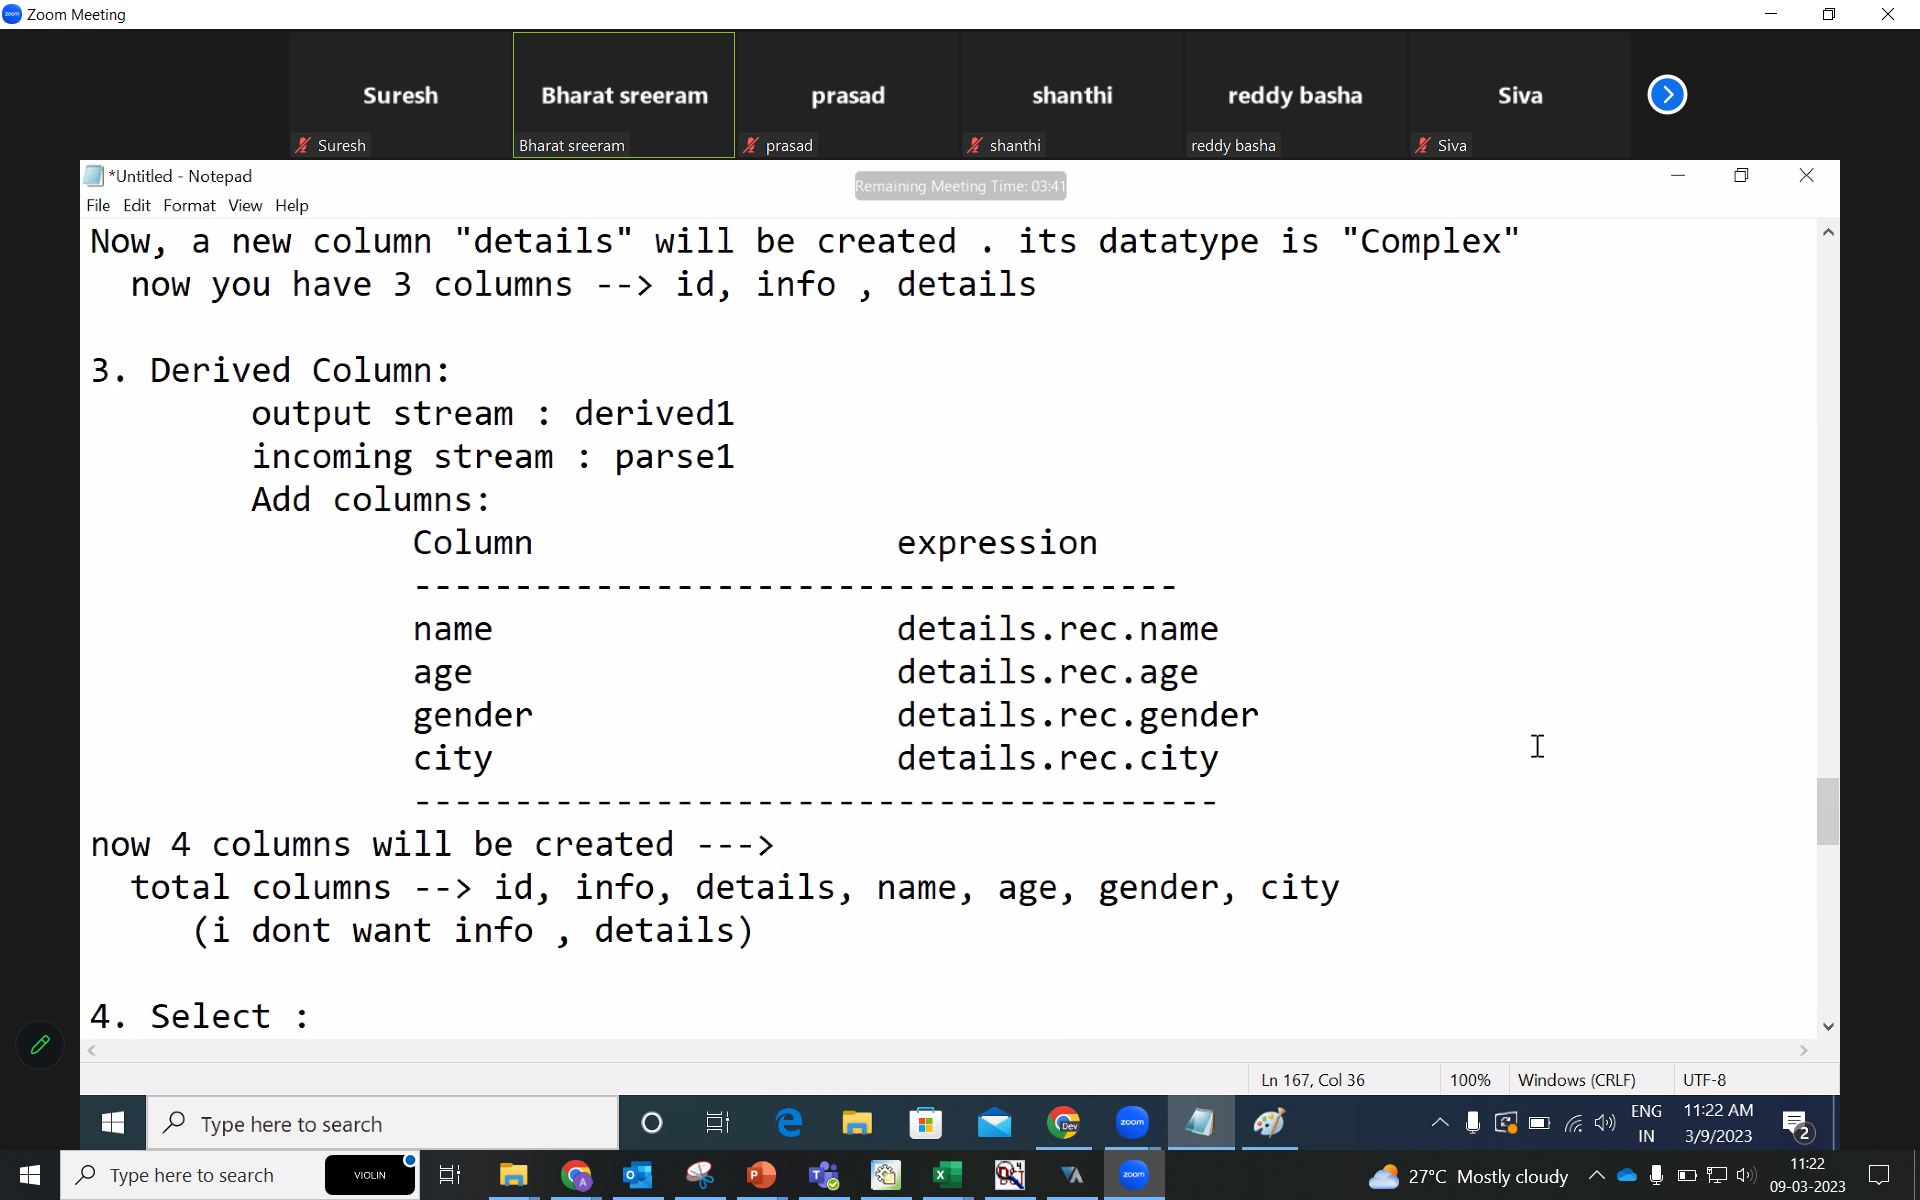 Zoom Meeting
Suresh
Bharat sreeram
prasad
shanthi
reddy basha
Siva
Suresh
Bharat sreeram
prasad
shanthi
reddy basha
Siva
*Untitled - Notepad
Remaining Meeting Time: 03:41
File Edit Format View Help
Now, a new column "details" will be created . its datatype is "Complex"
now you have 3 columns --> id, info , details
3. Derived Column:
output stream : derived1
incoming stream : parse1
Add columns:
Column expression
--------------------------------------
name details.rec.name
age details.rec.age
gender details.rec.gender
city details.rec.city
----------------------------------------
now 4 columns will be created --->
total columns --> id, info, details, name, age, gender, city
(i dont want info , details)
4. Select :
Ln 167, Col 36 100% Windows (CRLF) UTF-8
Type here to search
Dev
zoom
ENG
IN
11:22 AM
3/9/2023
2
Type here to search
VIOLIN
zoom
27°C Mostly cloudy
11:22
09-03-2023